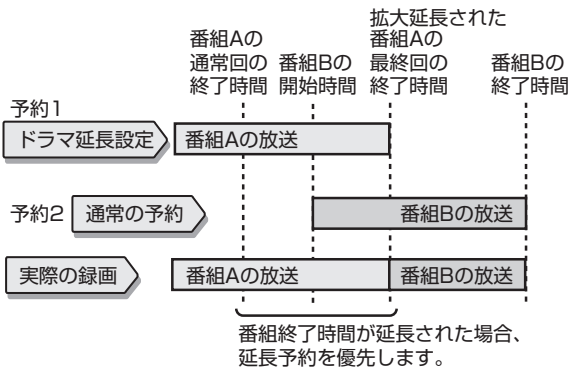 拡大延長された
番組Aの 番組Aの
通常回の 番組Bの 最終回の 番組Bの
終了時間 開始時間 終了時間 終了時間
予約1
ドラマ延長設定 番組Aの放送
予約2 通常の予約 番組Bの放送
実際の録画 番組Aの放送 番組Bの放送
番組終了時間が延長された場合、
延長予約を優先します。